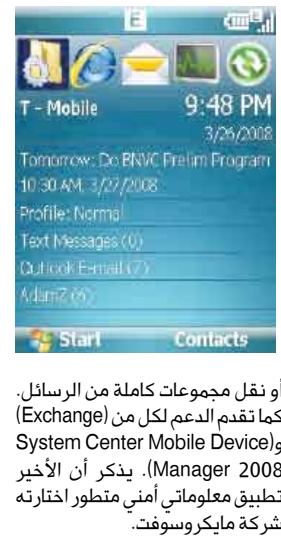 E
T - Mobile 9:48 PM
3/26/2008
Tomorrow: Do BNVC Prelim Program
10:30 AM, 3/27/2008
Profile: Normal
Text Messages (0)
Outlook E-mail (7)
AdamZ (6)
Start Contacts
أو نقل مجموعات كاملة من الرسائل.
كما تقدم الدعم لكل من (Exchange)
و(System Center Mobile Device
Manager 2008). يذكر أن الأخير
تطبيق معلوماتي أمني متطور اختارته
شركة مايكروسوفت.